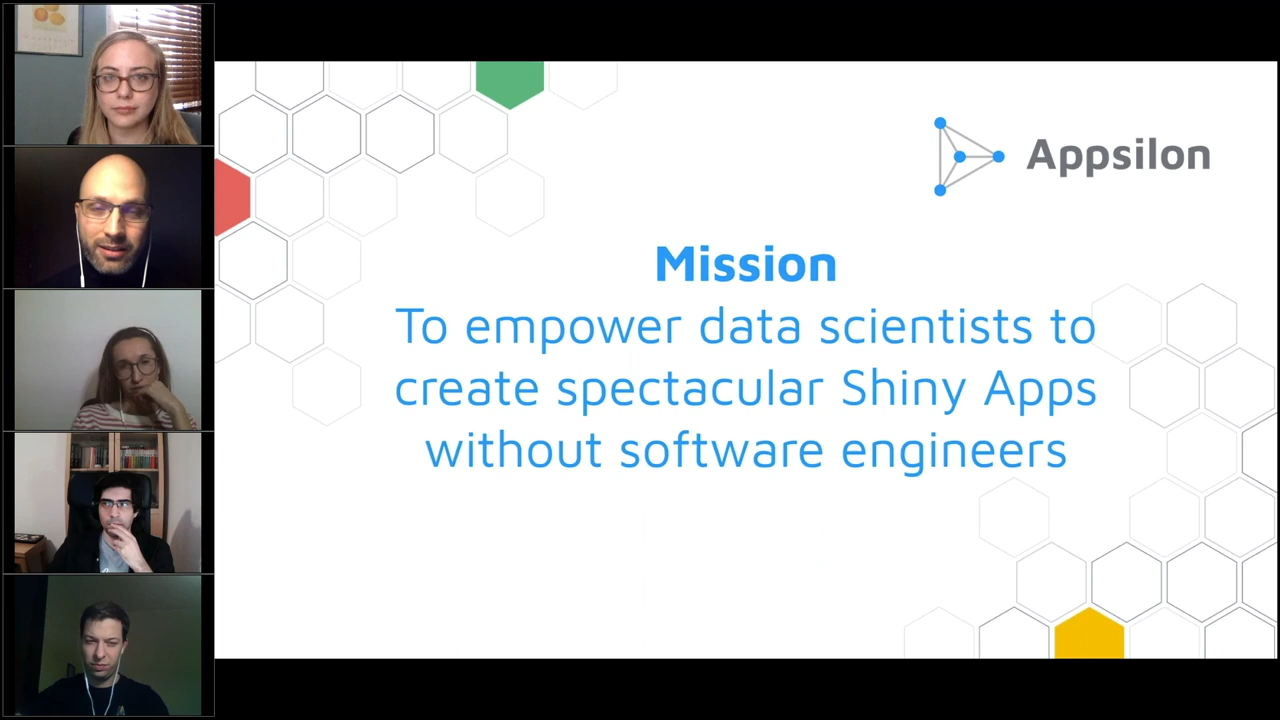 Appsilon
Mission
To empower data scientists to
create spectacular Shiny Apps
without software engineers